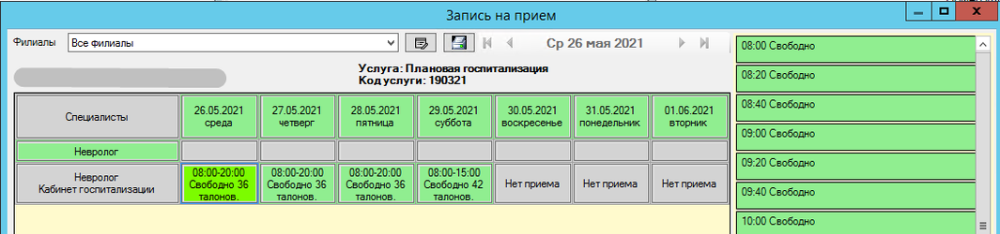 Запись на прием
Филиалы Все филиалы Ср 26 мая 2021
Услуга: Плановая госпитализация
Код услуги: 190321
Специалисты
26.05.2021
среда
27.05.2021
четверг
28.05.2021
пятница
29.05.2021
суббота
30.05.2021
воскресенье
31.05.2021
понедельник
01.06.2021
вторник
Невролог
Невролог
Кабинет госпитализации
08:00-20:00
Свободно 36
талонов.
08:00-20:00
Свободно 36
талонов.
08:00-20:00
Свободно 36
талонов.
08:00-15:00
Свободно 42
талонов.
Нет приема
Нет приема
Нет приема
08:00 Свободно
08:20 Свободно
08:40 Свободно
09:00 Свободно
09:20 Свободно
09:40 Свободно
10:00 Свободно